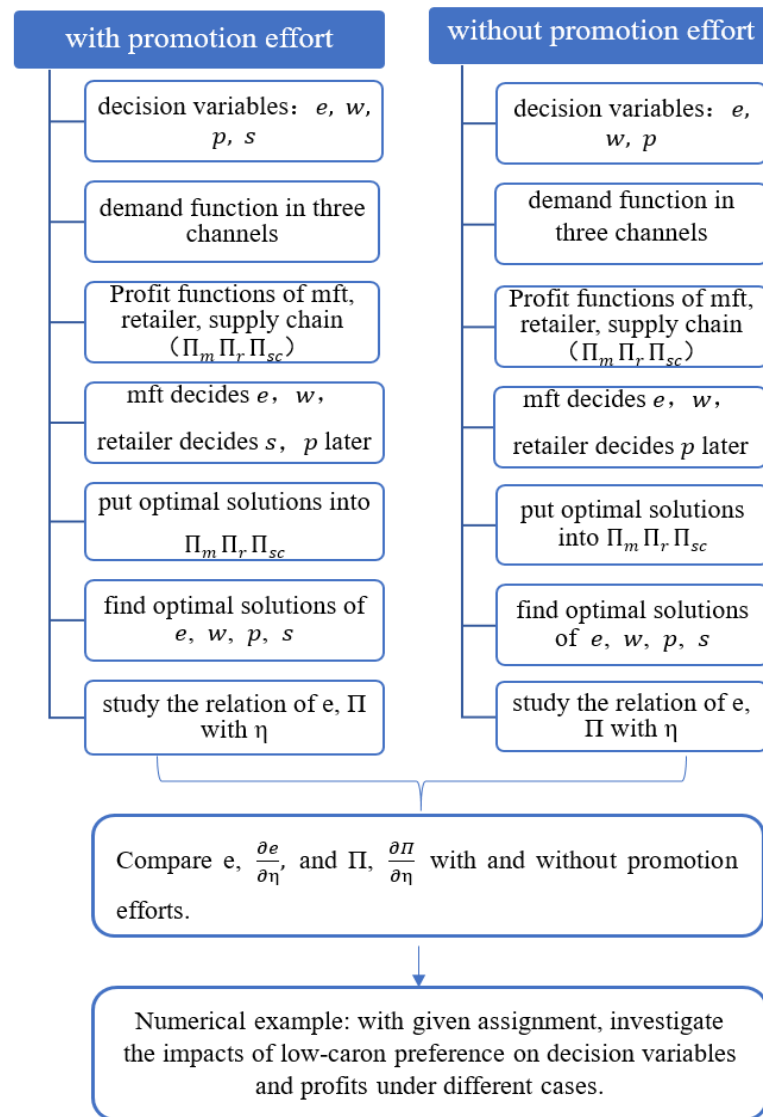 with promotion effort
decision variables：e, w,
p, s
demand function in three
channels
Profit functions of mft,
retailer, supply chain
（Π_m Π_r Π_sc）
mft decides e， w，
retailer decides s， p later
put optimal solutions into
Π_m Π_r Π_sc
find optimal solutions of
e, w, p, s
study the relation of e, Π
with η
without promotion effort
decision variables：e,
w, p
demand function in
three channels
Profit functions of mft,
retailer, supply chain
（Π_m Π_r Π_sc）
mft decides e， w，
retailer decides p later
put optimal solutions
into Π_m Π_r Π_sc
find optimal solutions
of e, w, p, s
study the relation of e,
Π with η
Compare e, ∂e/∂η, and Π, ∂Π/∂η with and without promotion
efforts.
Numerical example: with given assignment, investigate
the impacts of low-caron preference on decision variables
and profits under different cases.